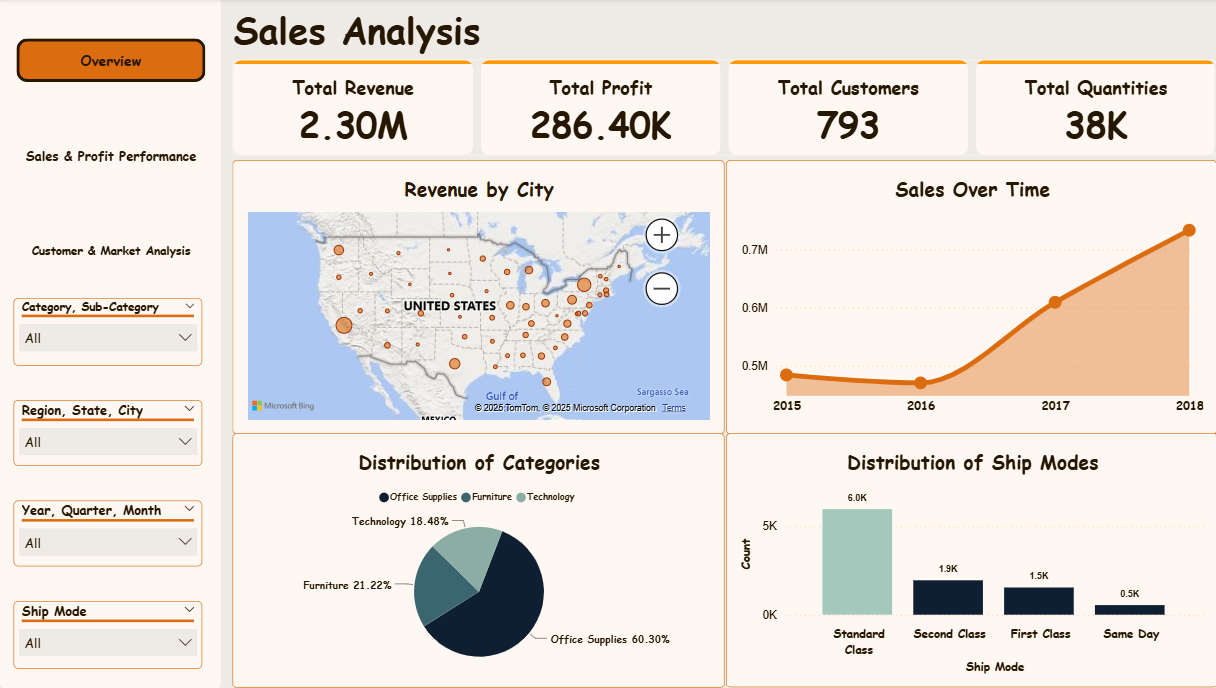 Sales Analysis
Overview
Sales & Profit Performance
Customer & Market Analysis
Category, Sub-Category
All
Region, State, City
All
Year, Quarter, Month
All
Ship Mode
All
Total Revenue
2.30M
Total Profit
286.40K
Total Customers
793
Total Quantities
38K
Revenue by City
UNITED STATES
Gulf of
Sargasso Sea
MEXICO
Microsoft Bing
© 2025 TomTom, © 2025 Microsoft Corporation Terms
Sales Over Time
0.7M
0.6M
0.5M
2015 2016 2017 2018
Distribution of Categories
Office Supplies Furniture Technology
Technology 18.48%
Furniture 21.22%
Office Supplies 60.30%
Distribution of Ship Modes
Count
5K
0K
6.0K
1.9K
1.5K
0.5K
Standard Class
Second Class
First Class
Same Day
Ship Mode